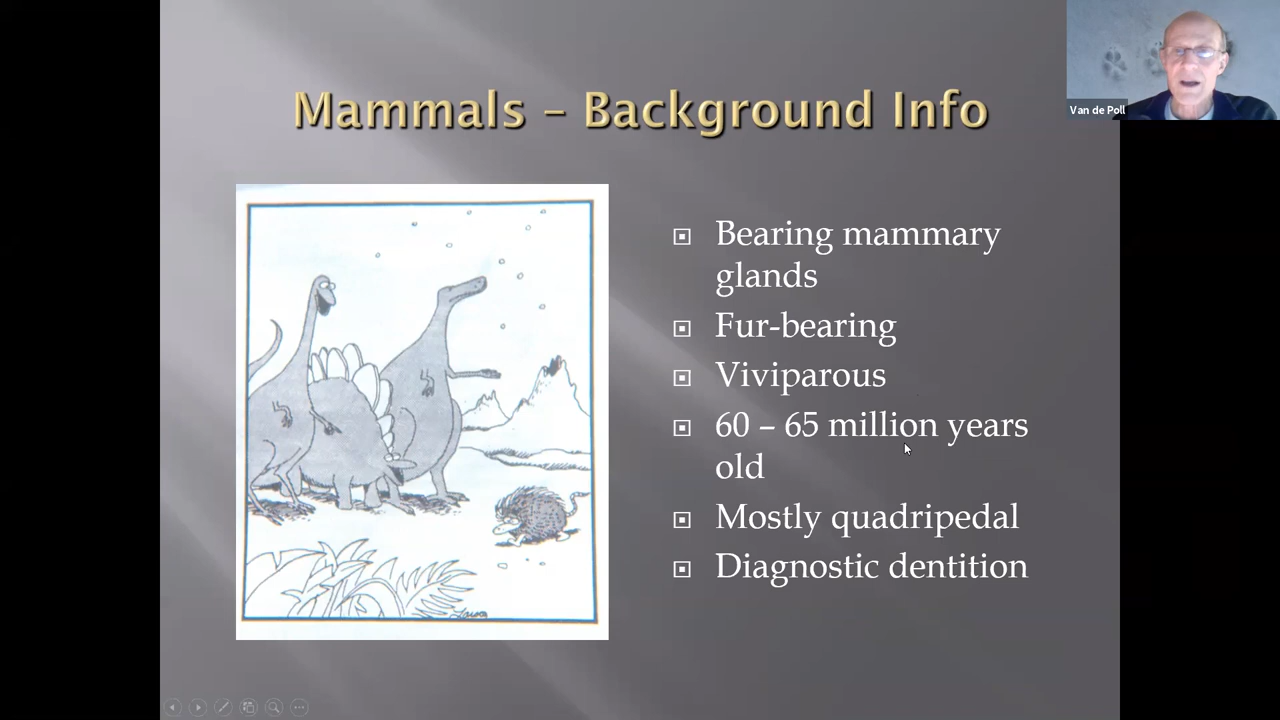 Mammals – Background Info
Van de Poll
Bearing mammary
glands
Fur-bearing
Viviparous
60 – 65 million years
old
Mostly quadripedal
Diagnostic dentition
Larson